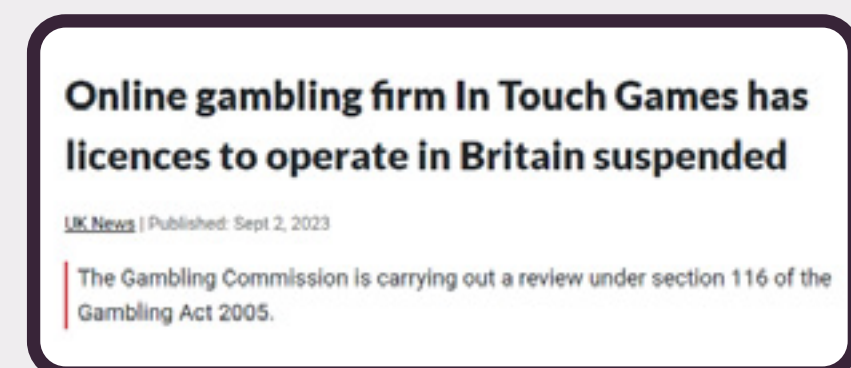 Online gambling firm In Touch Games has
licences to operate in Britain suspended
UK News | Published: Sept 2, 2023
The Gambling Commission is carrying out a review under section 116 of the
Gambling Act 2005.